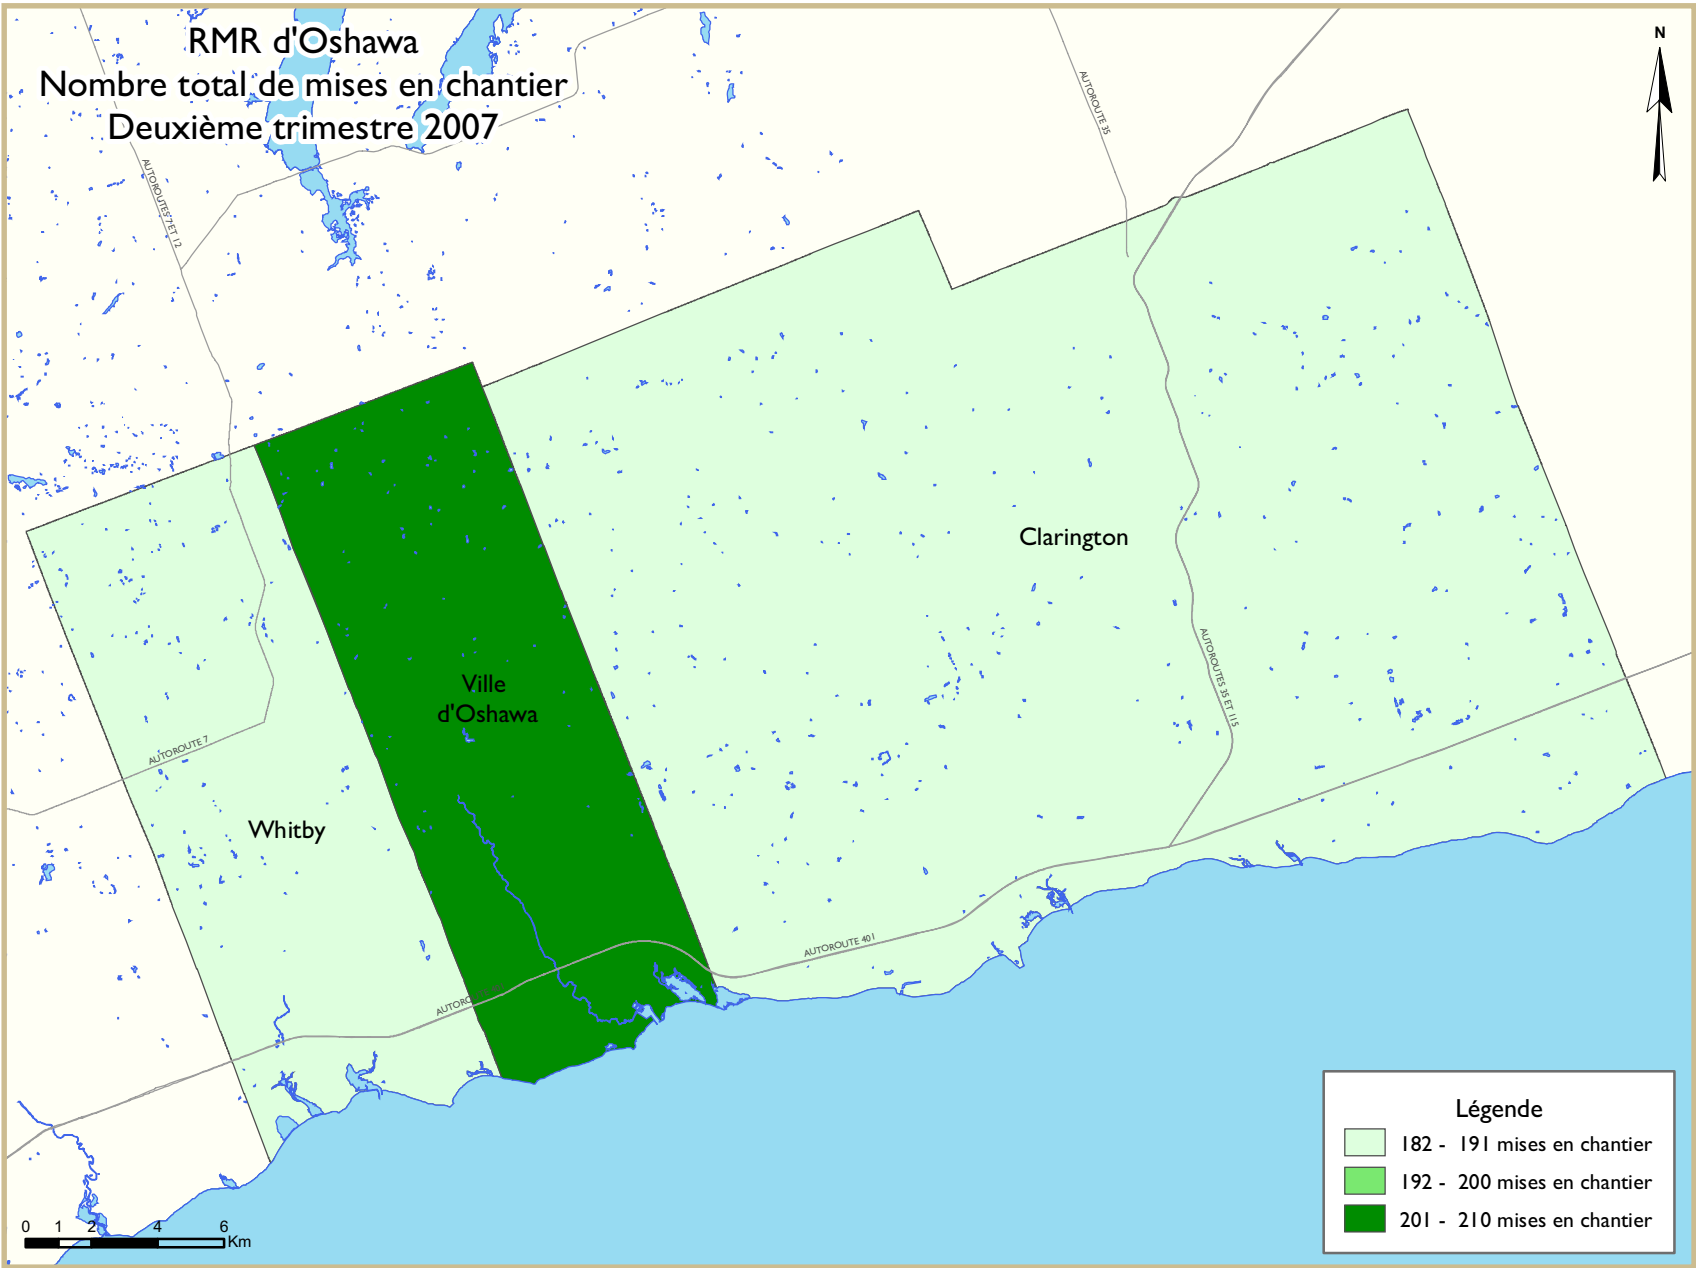 RMR d'Oshawa
Nombre total de mises en chantier
Deuxième trimestre 2007
N
AUTOROUTE 35
AUTOROUTES 7 ET 12
Clarington
Ville
d'Oshawa
AUTOROUTES 35 ET 115
AUTOROUTE 7
Whitby
AUTOROUTE 401
Légende
182 - 191 mises en chantier
192 - 200 mises en chantier
201 - 210 mises en chantier
0 1 2 4 6
Km